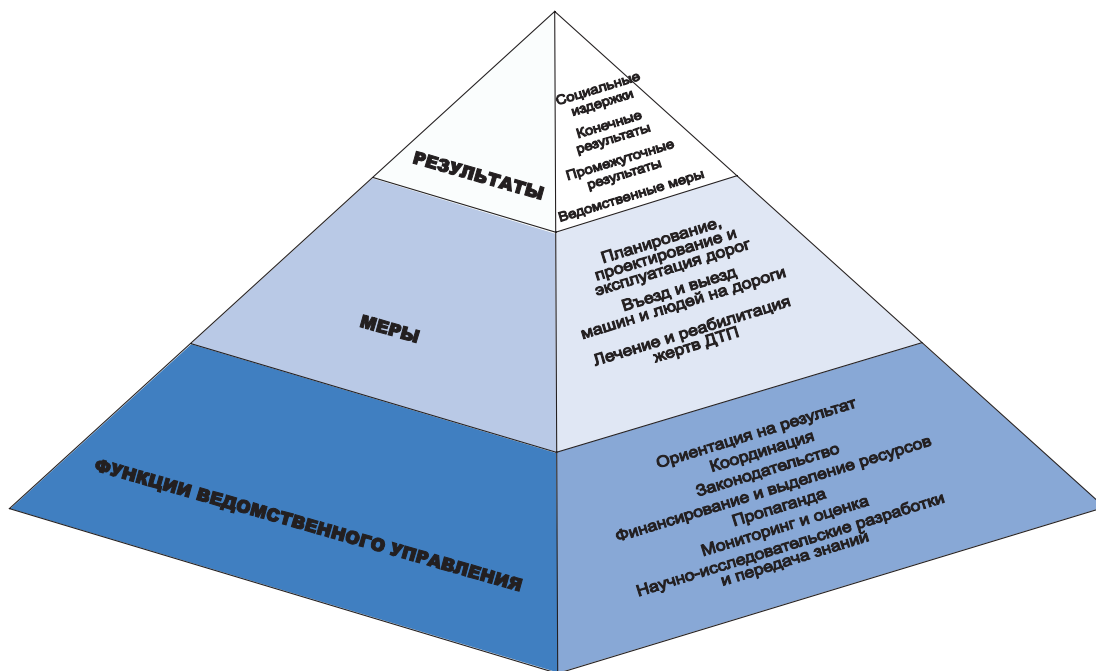 РЕЗУЛЬТАТЫ
Социальные
издержки
Конечные
результаты
Промежуточные
результаты
Ведомственные меры
МЕРЫ
Планирование,
проектирование и
эксплуатация дорог
Въезд и выезд
машин и людей на дороги
Лечение и реабилитация
жертв ДТП
ФУНКЦИИ ВЕДОМСТВЕННОГО УПРАВЛЕНИЯ
Ориентация на результат
Координация
Законодательство
Финансирование и выделение ресурсов
Пропаганда
Мониторинг и оценка
Научно-исследовательские разработки
и передача знаний